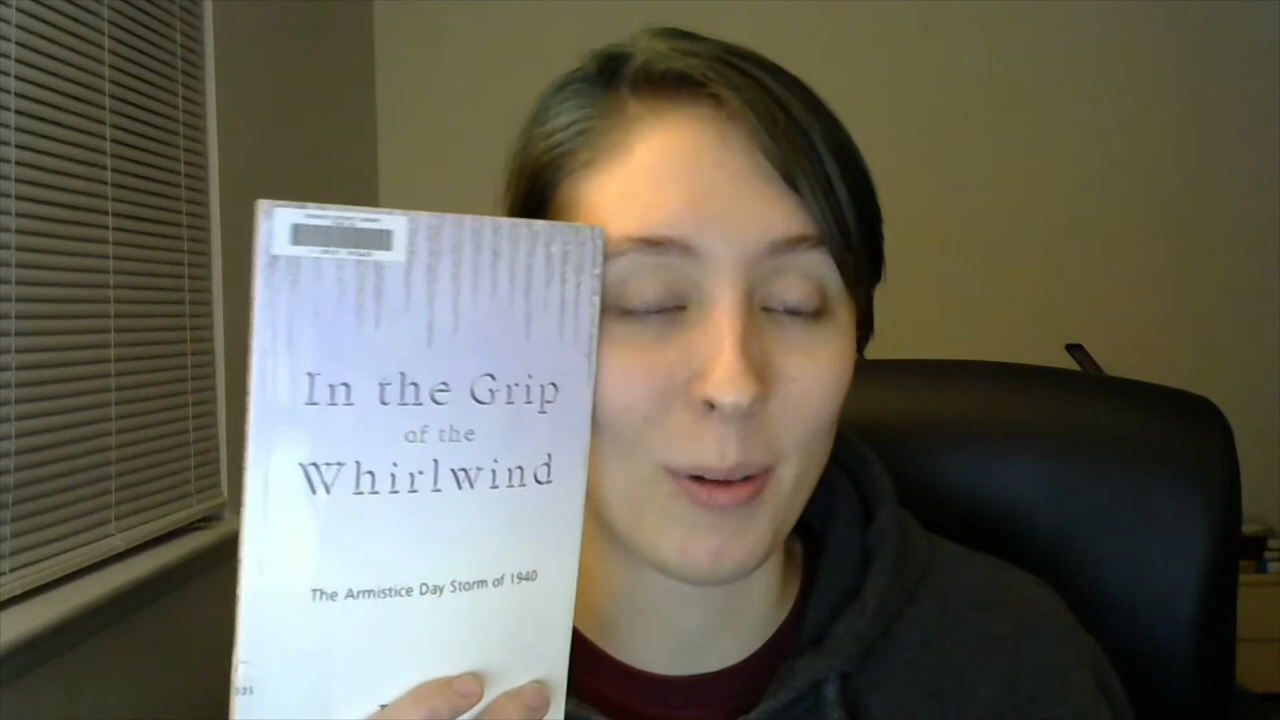 In the Grip
of the
Whirlwind
The Armistice Day Storm of 1940